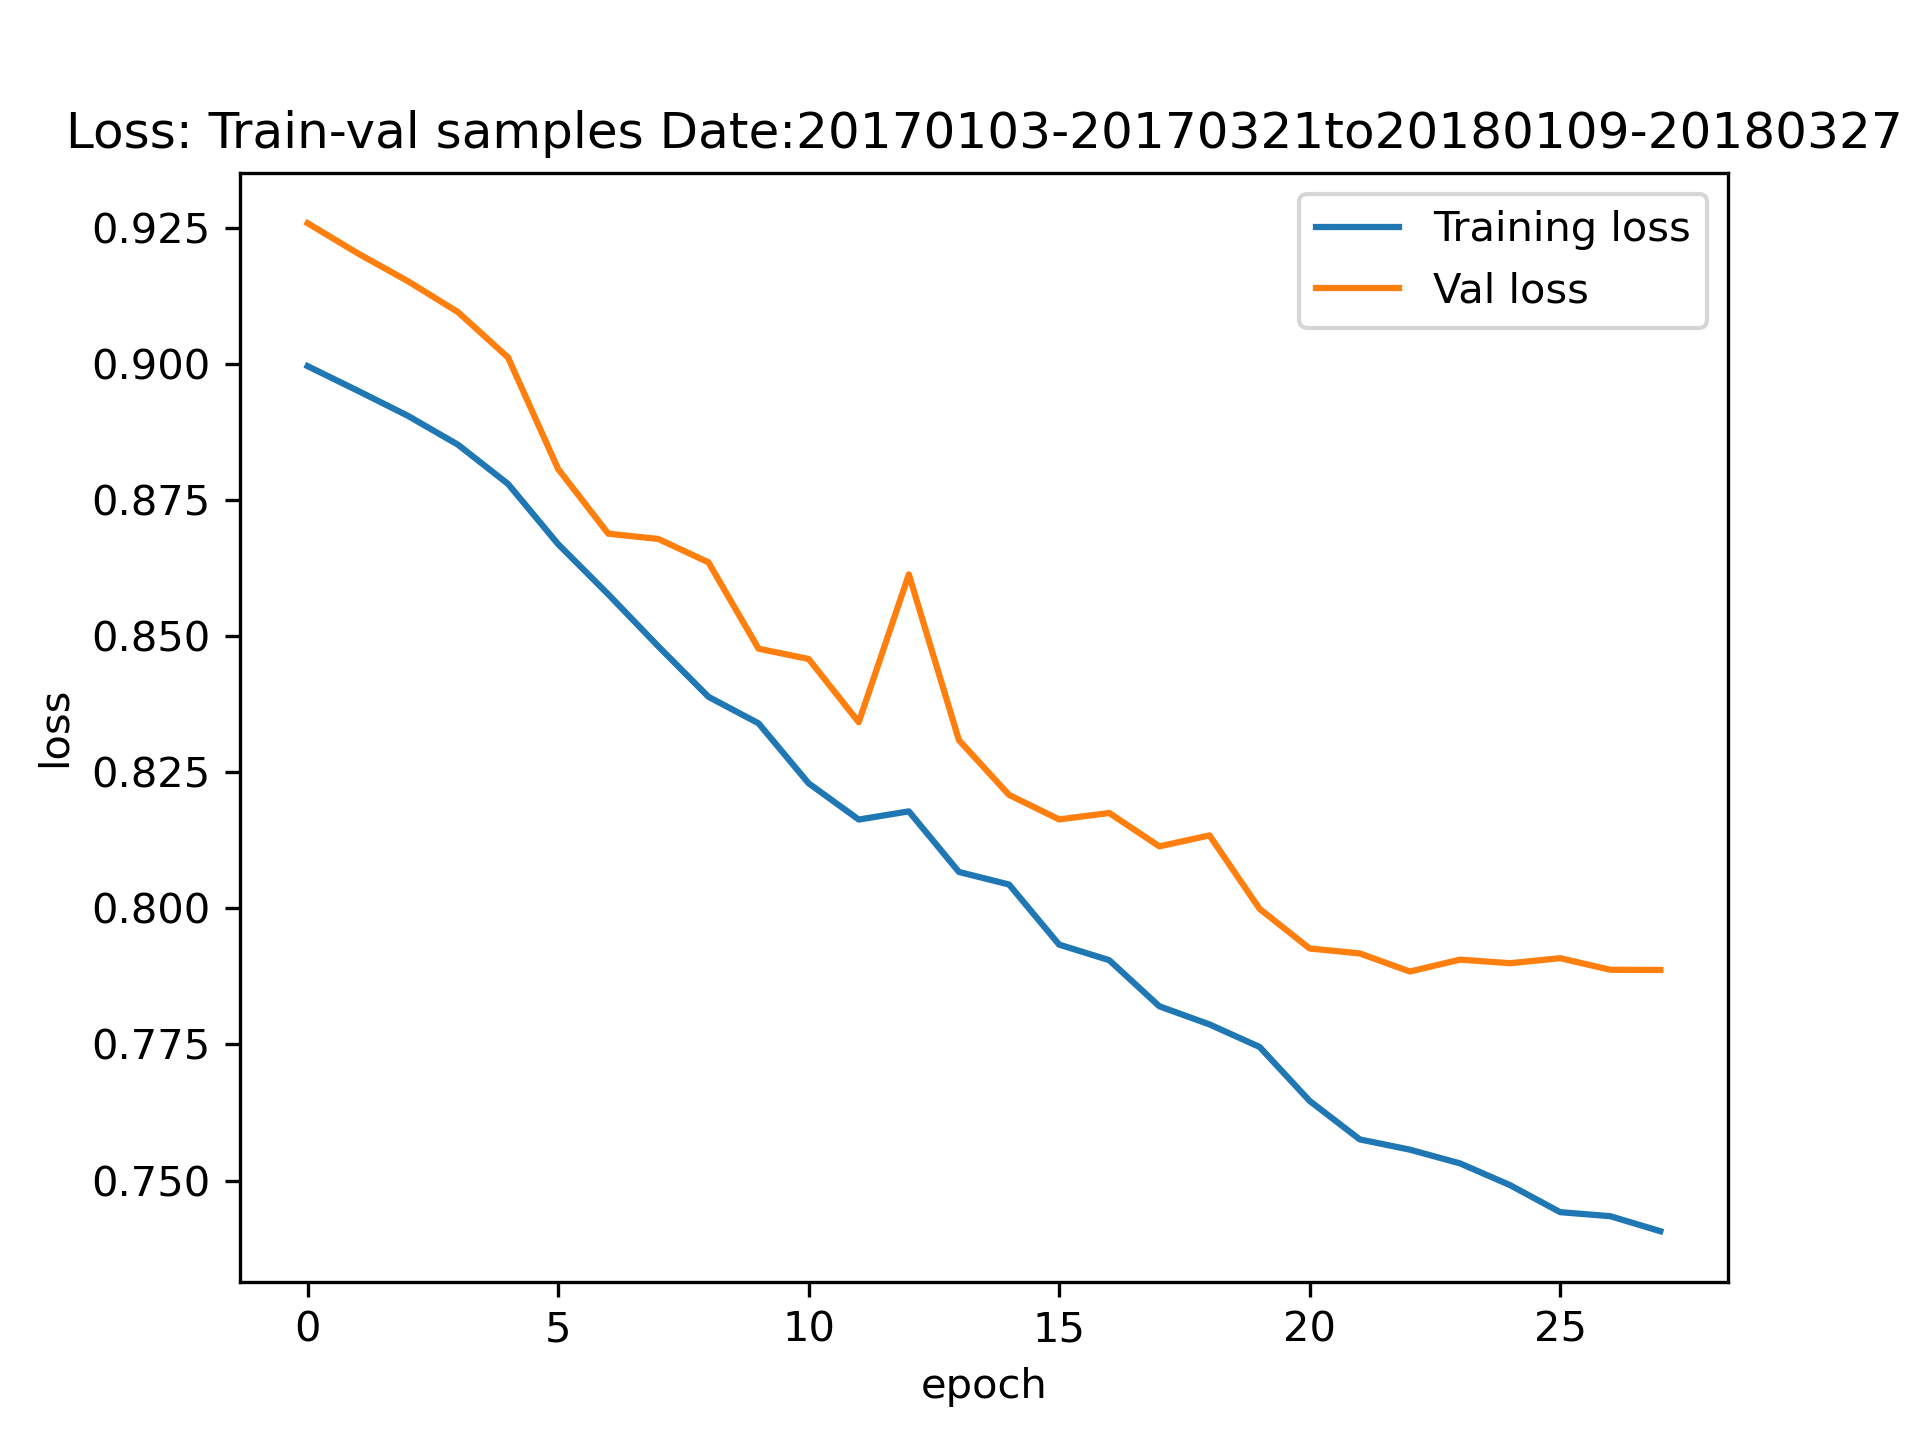 Loss: Train-val samples Date:20170103-20170321to20180109-20180327
Training loss
Val loss
0.925
0.900
0.875
0.850
0.825
0.800
0.775
0.750
loss
0 5 10 15 20 25
epoch